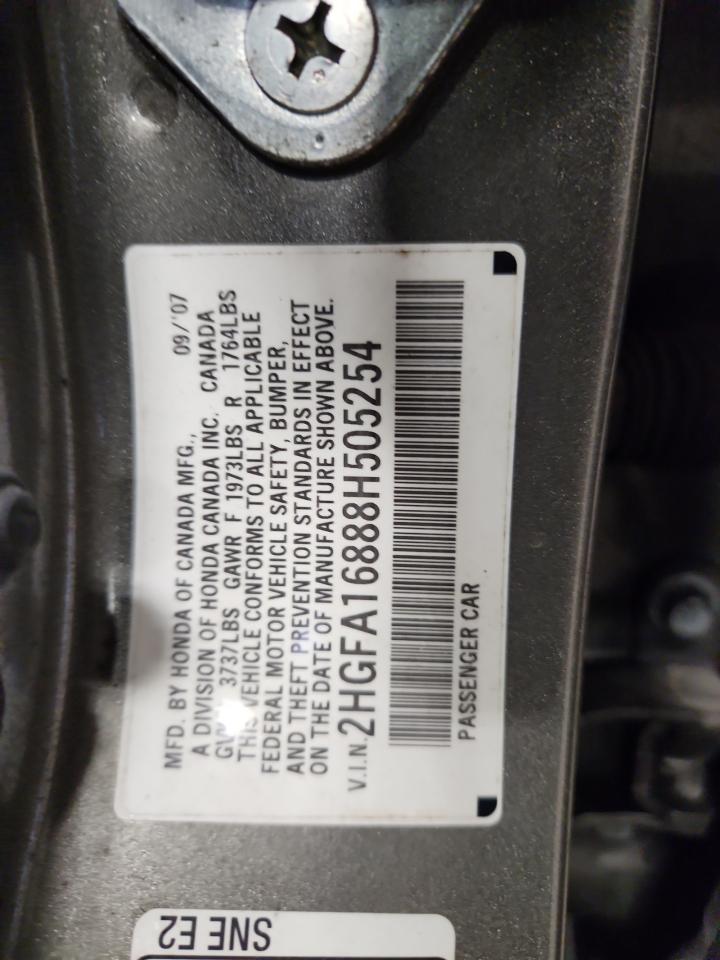 MFD. BY HONDA OF CANADA MFG., 09/'07
A DIVISION OF HONDA CANADA INC. CANADA
3737LBS GAWR F 1973LBS R 1764LBS
THIS VEHICLE CONFORMS TO ALL APPLICABLE
FEDERAL MOTOR VEHICLE SAFETY, BUMPER,
AND THEFT PREVENTION STANDARDS IN EFFECT
ON THE DATE OF MANUFACTURE SHOWN ABOVE.
V.I.N. 2HGFA16888H505254
PASSENGER CAR
SNE E2